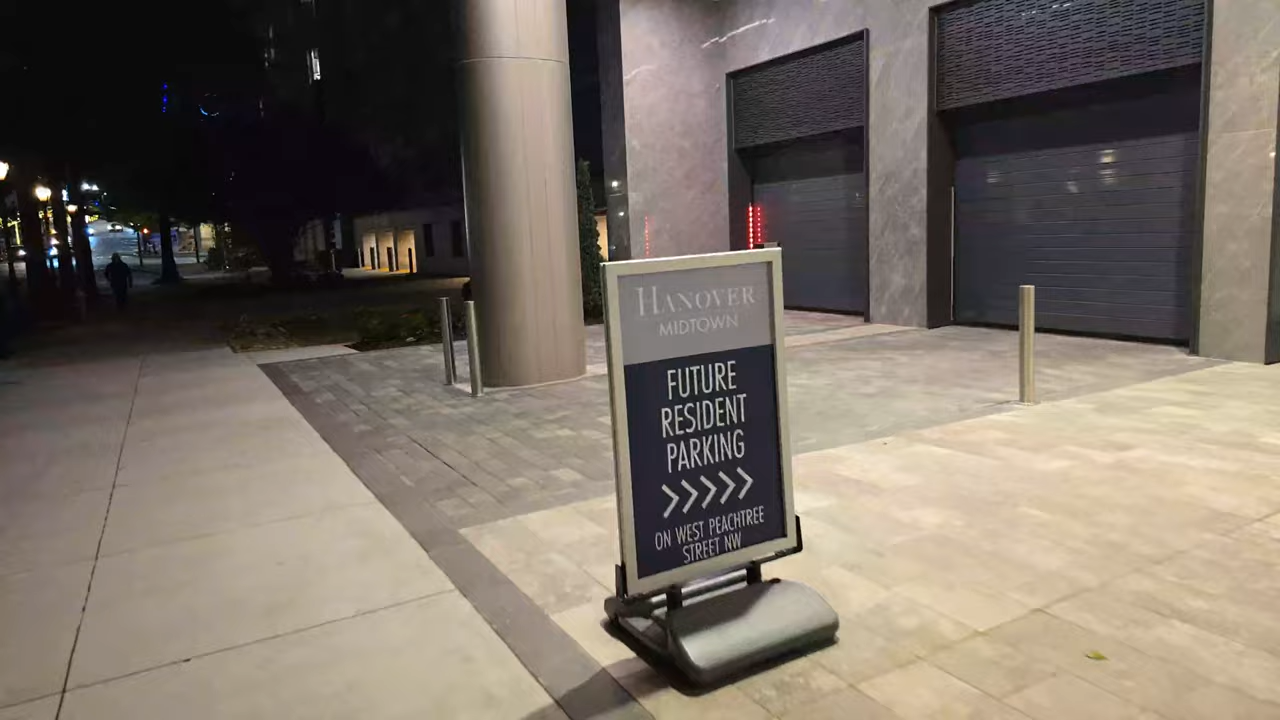 HANOVER
MIDTOWN
FUTURE
RESIDENT
PARKING
ON WEST PEACHTREE
STREET NW